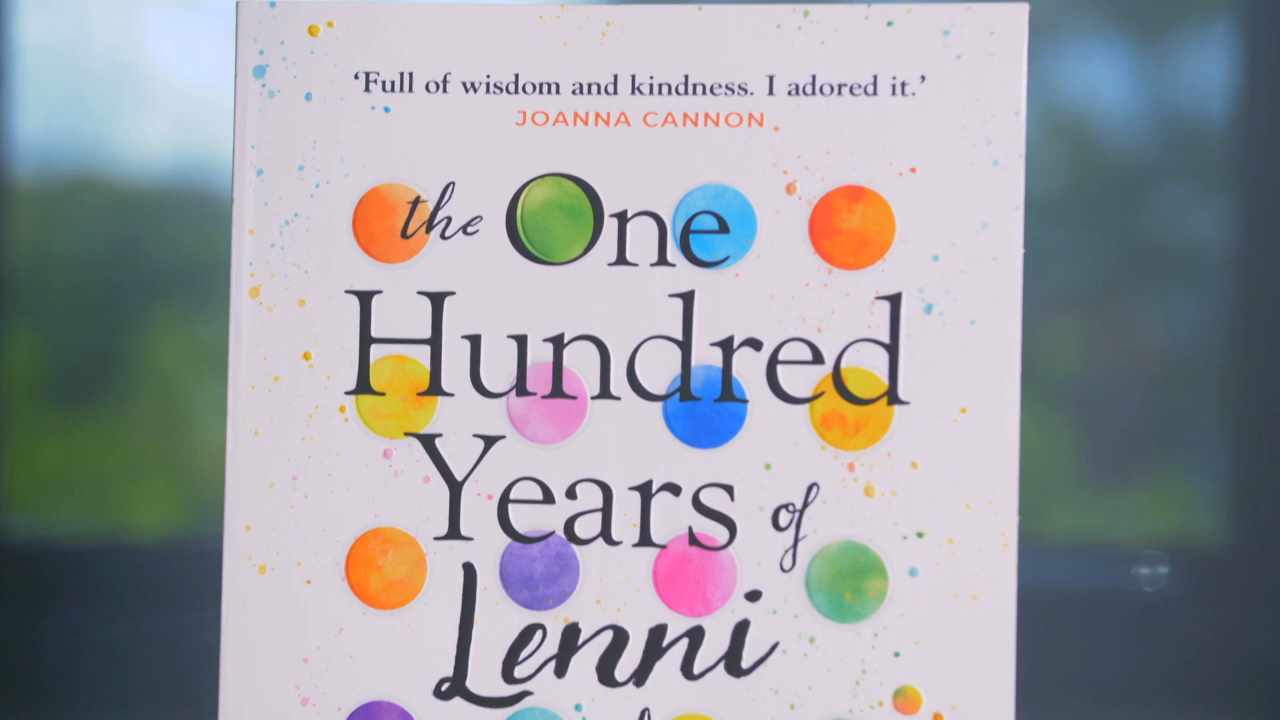 ‘Full of wisdom and kindness. I adored it.’
JOANNA CANNON
the One
Hundred
Years of
Lenni